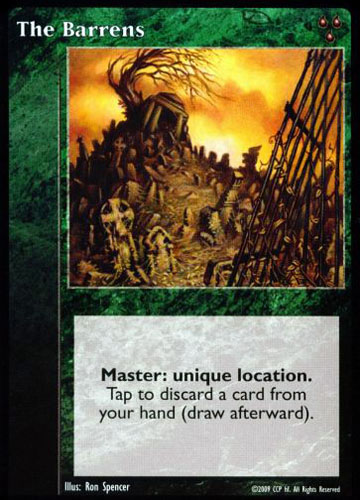 The Barrens
Master: unique location.
Tap to discard a card from
your hand (draw afterward).
Illus: Ron Spencer
©2009 CCP hf. All Rights Reserved